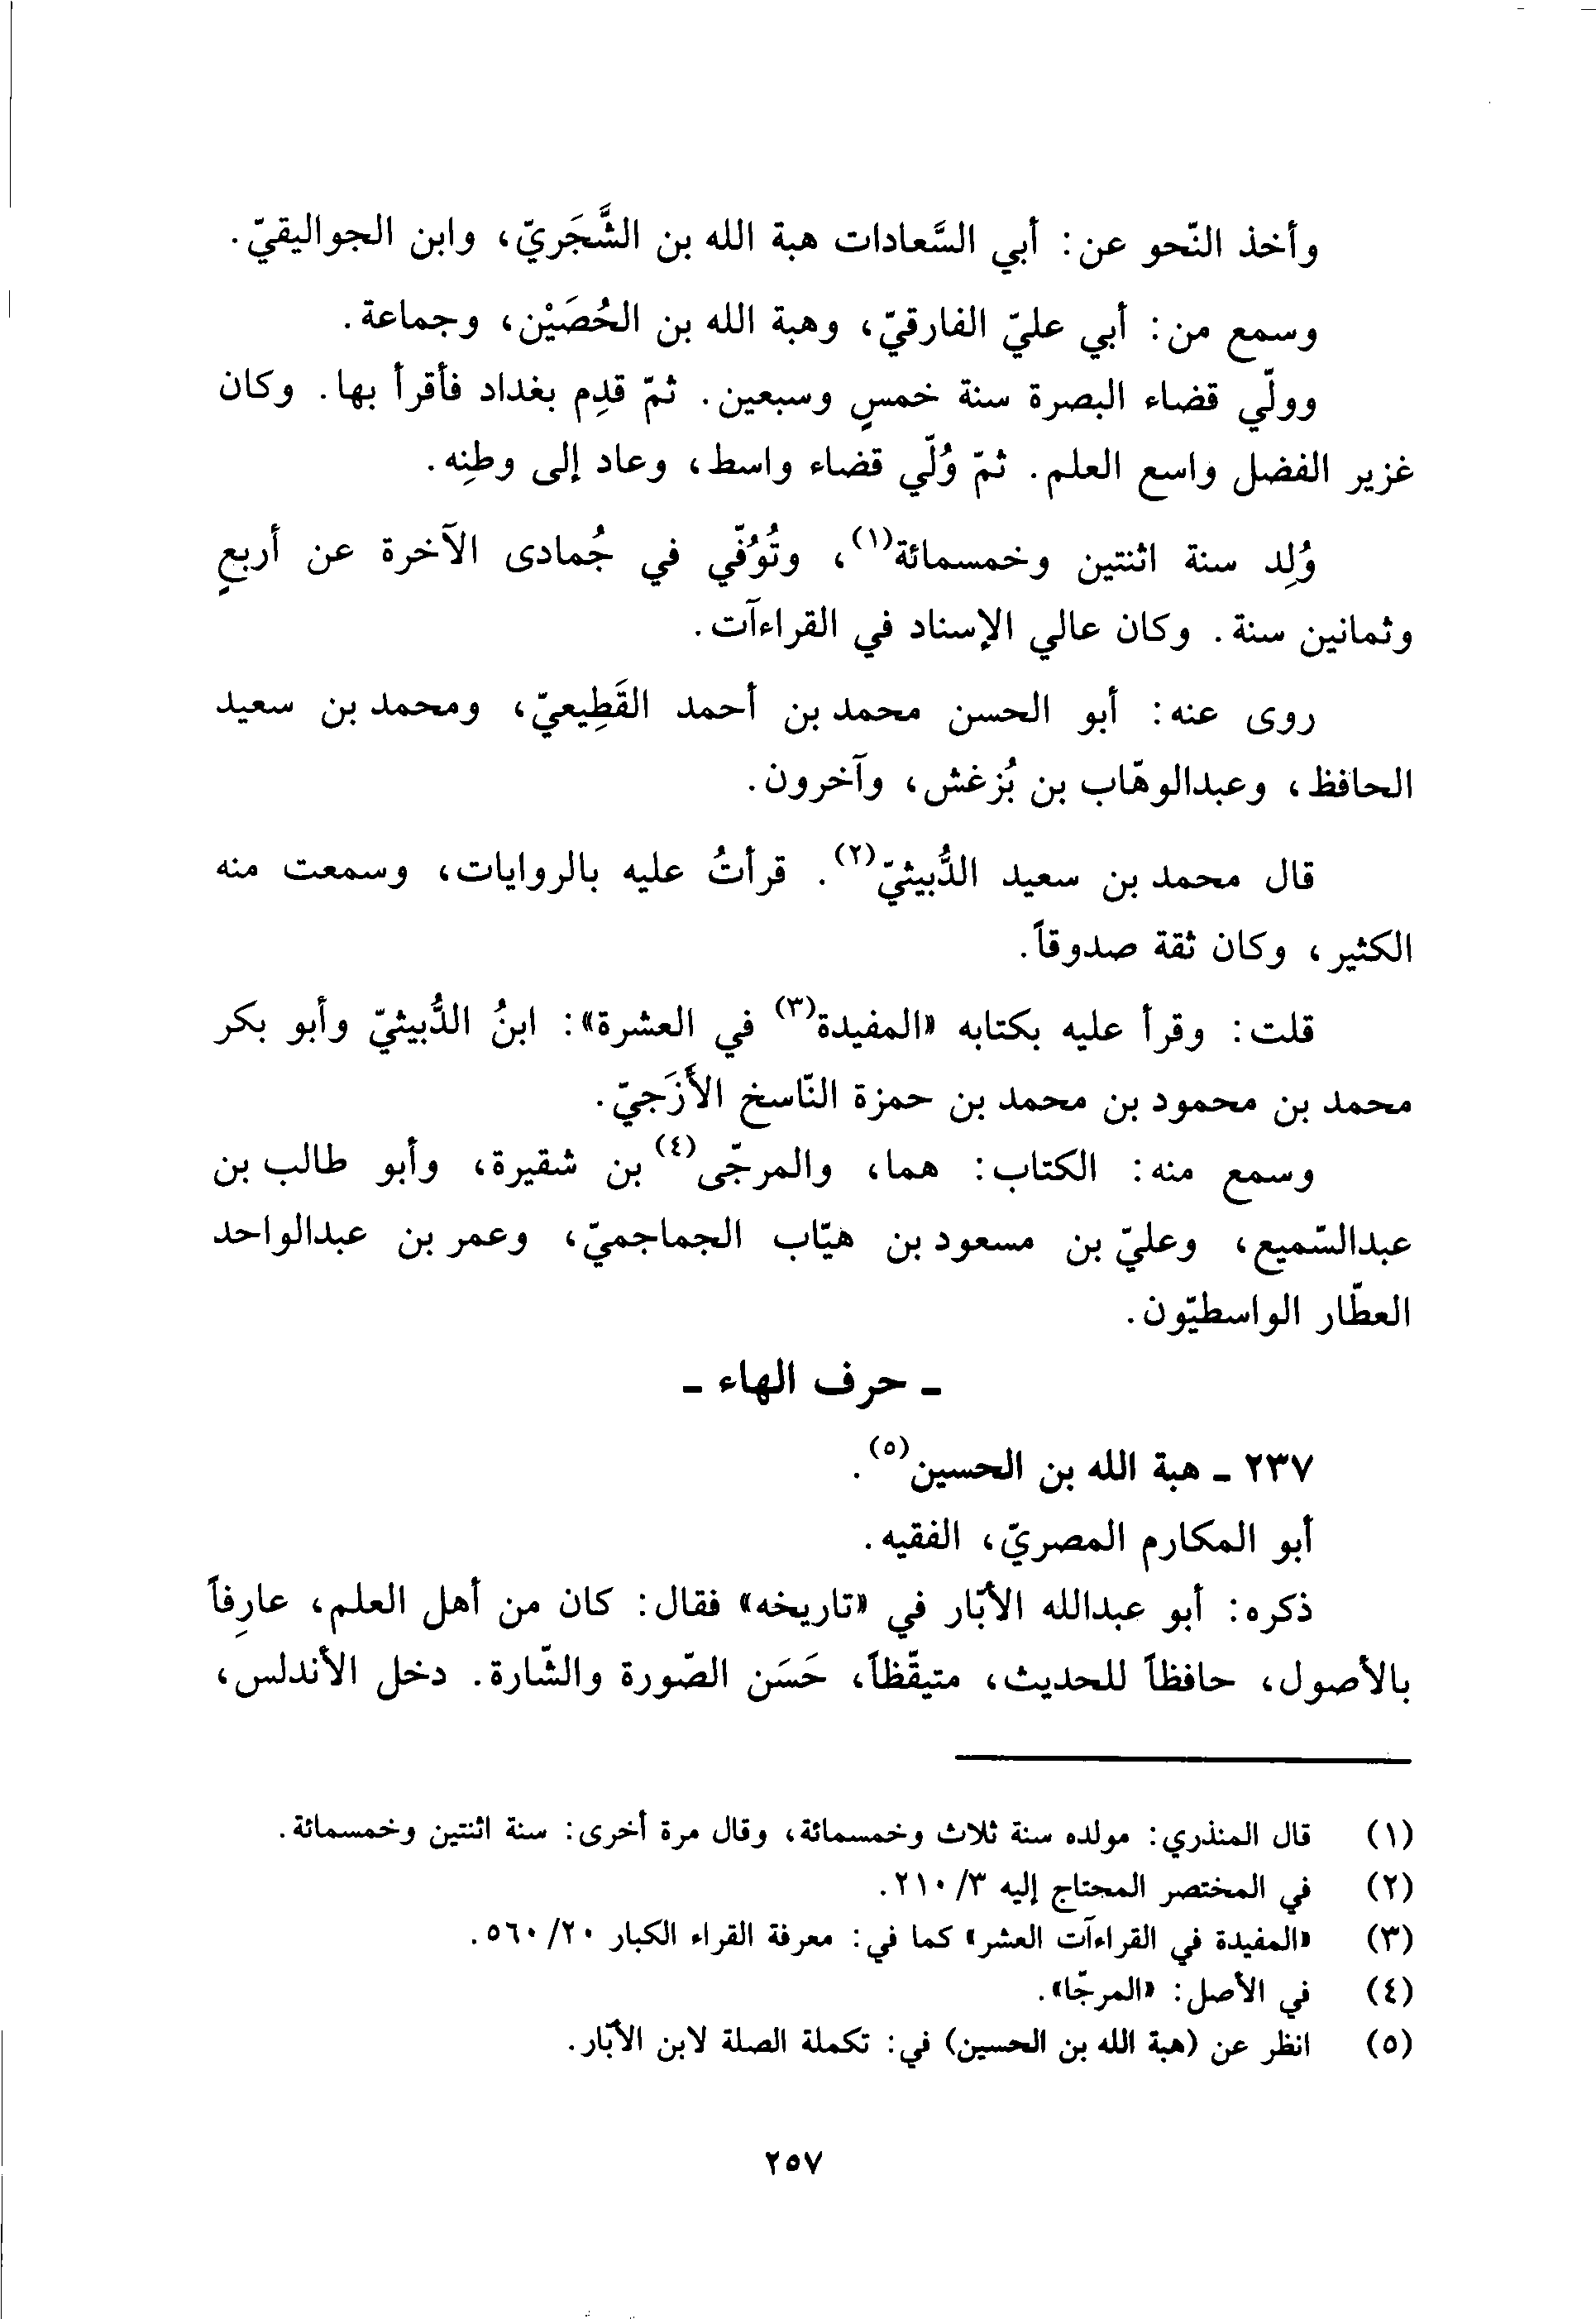 وأخذ النّحو عن: أبي السَّعادات هبة الله بن الشَّجَريّ، وابن الجواليقيّ.
وسمع من: أبي عليّ الفارقيّ، وهبة الله بن الحُصَيْن، وجماعة.
وولّي قضاء البصرة سنة خمسٍ وسبعين. ثمّ قدِم بغداد فأقرأ بها. وكان
غزير الفضل واسع العلم. ثمّ وُلّي قضاء واسط، وعاد إلى وطنِه.
وُلِد سنة اثنتين وخمسمائة(١)، وتُوُفّي في جُمادى الآخرة عن أربعٍ
وثمانين سنة. وكان عالي الإسناد في القراءآت.
روى عنه: أبو الحسن محمد بن أحمد القَطِيعيّ، ومحمد بن سعيد
الحافظ، وعبدالوهّاب بن بُزغش، وآخرون.
قال محمد بن سعيد الدُّبيثيّ(٢). قرأتُ عليه بالروايات، وسمعت منه
الكثير، وكان ثقة صدوقاً.
قلت: وقرأ عليه بكتابه «المفيدة(٣) في العشرة»: ابنُ الدُّبيثيّ وأبو بكر
محمد بن محمود بن محمد بن حمزة النّاسخ الأَزَجيّ.
وسمع منه: الكتاب: هما، والمرجّى(٤) بن شقيرة، وأبو طالب بن
عبدالسّميع، وعليّ بن مسعود بن هيّاب الجماجميّ، وعمر بن عبدالواحد
العطّار الواسطيّون.
ـ حرف الهاء ـ
٢٣٧ ـ هبة الله بن الحسين(٥).
أبو المكارم المصريّ، الفقيه.
ذكره: أبو عبدالله الأبّار في «تاريخه» فقال: كان من أهل العلم، عارِفاً
بالأصول، حافظاً للحديث، متيقّظاً، حَسَن الصّورة والشّارة. دخل الأندلس،
(١) قال المنذري: مولده سنة ثلاث وخمسمائة، وقال مرة أخرى: سنة اثنتين وخمسمائة.
(٢) في المختصر المحتاج إليه ٣/ ٢١٠.
(٣) «المفيدة في القراءآت العشر» كما في: معرفة القراء الكبار ٢٠/ ٥٦٠.
(٤) في الأصل: «المرجّا».
(٥) انظر عن (هبة الله بن الحسين) في: تكملة الصلة لابن الأبّار.
٢٥٧